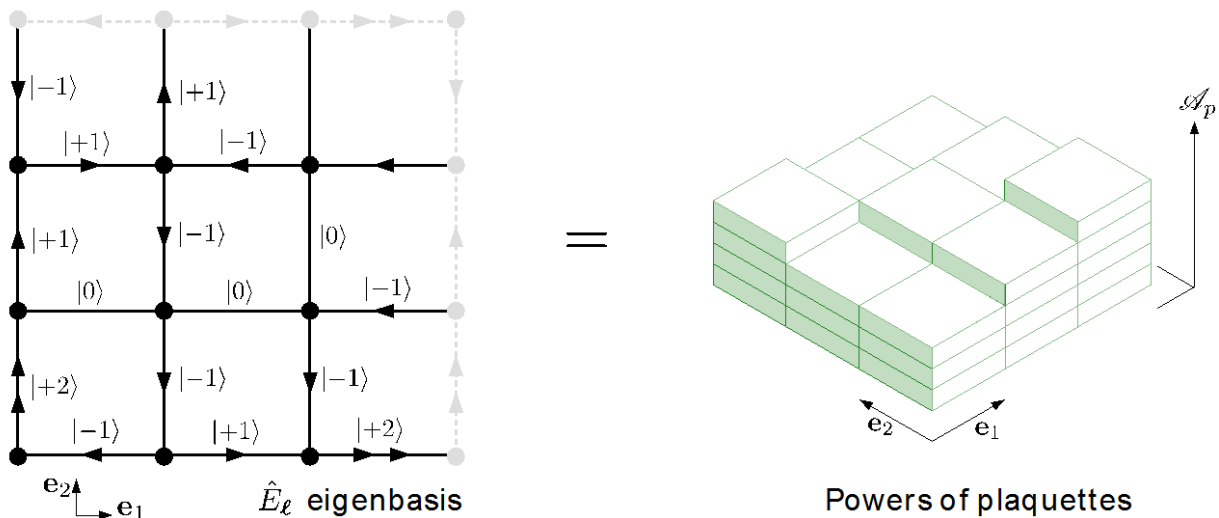 |−1⟩ |+1⟩
|+1⟩ |−1⟩
|+1⟩ |−1⟩ |0⟩
|0⟩ |0⟩ |−1⟩
|+2⟩ |−1⟩ |−1⟩
|−1⟩ |+1⟩ |+2⟩
e₂
e₁
Ê_ℓ eigenbasis
=
𝒜_p
e₂ e₁
Powers of plaquettes